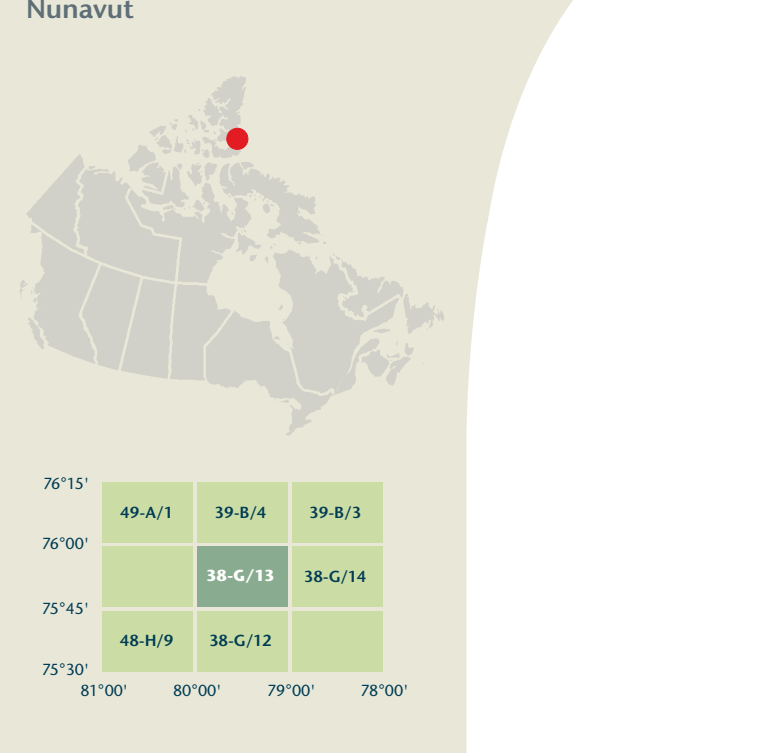 Nunavut
76°15'
49-A/1 39-B/4 39-B/3
76°00'
38-G/13 38-G/14
75°45'
48-H/9 38-G/12
75°30'
81°00' 80°00' 79°00' 78°00'